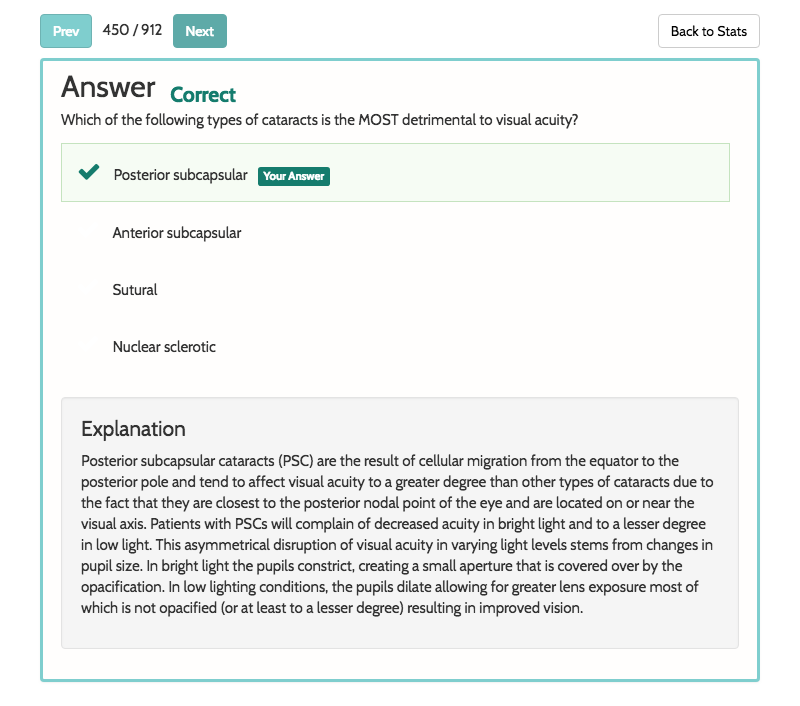 Prev 450 / 912 Next Back to Stats
Answer Correct
Which of the following types of cataracts is the MOST detrimental to visual acuity?
Posterior subcapsular Your Answer
Anterior subcapsular
Sutural
Nuclear sclerotic
Explanation
Posterior subcapsular cataracts (PSC) are the result of cellular migration from the equator to the
posterior pole and tend to affect visual acuity to a greater degree than other types of cataracts due to
the fact that they are closest to the posterior nodal point of the eye and are located on or near the
visual axis. Patients with PSCs will complain of decreased acuity in bright light and to a lesser degree
in low light. This asymmetrical disruption of visual acuity in varying light levels stems from changes in
pupil size. In bright light the pupils constrict, creating a small aperture that is covered over by the
opacification. In low lighting conditions, the pupils dilate allowing for greater lens exposure most of
which is not opacified (or at least to a lesser degree) resulting in improved vision.